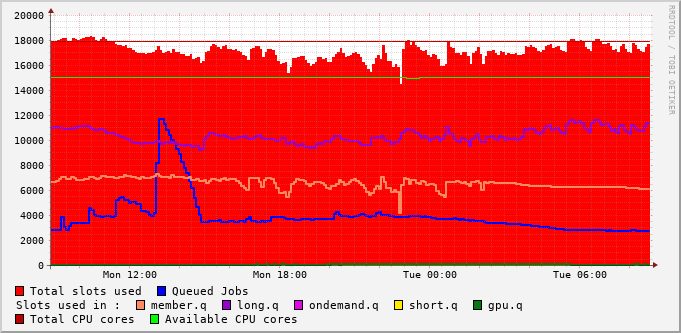 20000
18000
16000
14000
12000
10000
8000
6000
4000
2000
0
Mon 12:00 Mon 18:00 Tue 00:00 Tue 06:00
Total slots used Queued Jobs
Slots used in : member.q long.q ondemand.q short.q gpu.q
Total CPU cores Available CPU cores
RRDTOOL / TOBI OETIKER